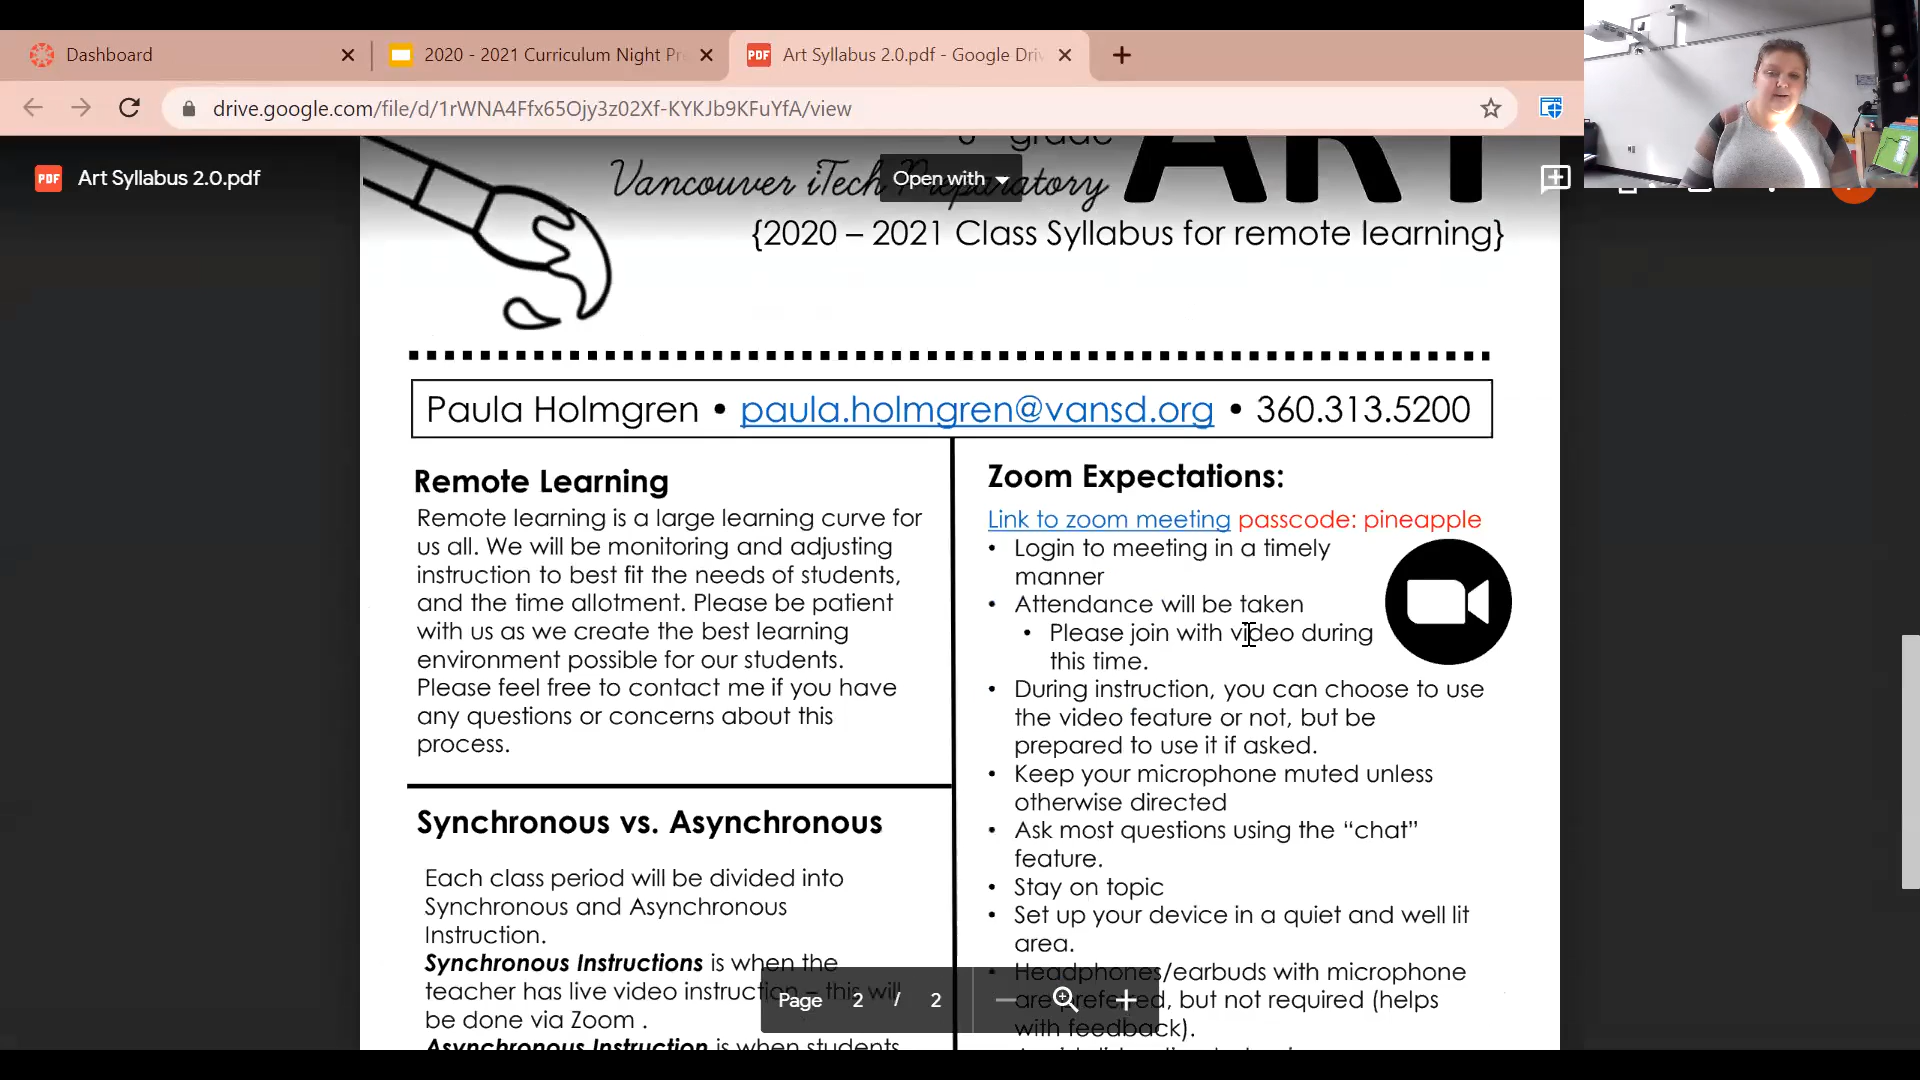 Dashboard
2020 - 2021 Curriculum Night Pr
Art Syllabus 2.0.pdf - Google Driv
drive.google.com/file/d/1rWNA4Ffx65Ojy3z02Xf-KYKJb9KFuYfA/view
PDF Art Syllabus 2.0.pdf
Open with
grade
ART
Vancouver iTech Preparatory
{2020 – 2021 Class Syllabus for remote learning}
Paula Holmgren • paula.holmgren@vansd.org • 360.313.5200
Remote Learning
Remote learning is a large learning curve for
us all. We will be monitoring and adjusting
instruction to best fit the needs of students,
and the time allotment. Please be patient
with us as we create the best learning
environment possible for our students.
Please feel free to contact me if you have
any questions or concerns about this
process.
Synchronous vs. Asynchronous
Each class period will be divided into
Synchronous and Asynchronous
Instruction.
Synchronous Instructions is when the
teacher has live video instruction – this will
be done via Zoom .
Asynchronous Instruction is when students
Zoom Expectations:
Link to zoom meeting passcode: pineapple
• Login to meeting in a timely
manner
• Attendance will be taken
• Please join with video during
this time.
• During instruction, you can choose to use
the video feature or not, but be
prepared to use it if asked.
• Keep your microphone muted unless
otherwise directed
• Ask most questions using the “chat”
feature.
• Stay on topic
• Set up your device in a quiet and well lit
area.
• Headphones/earbuds with microphone
are preferred, but not required (helps
with feedback).
Page 2 / 2